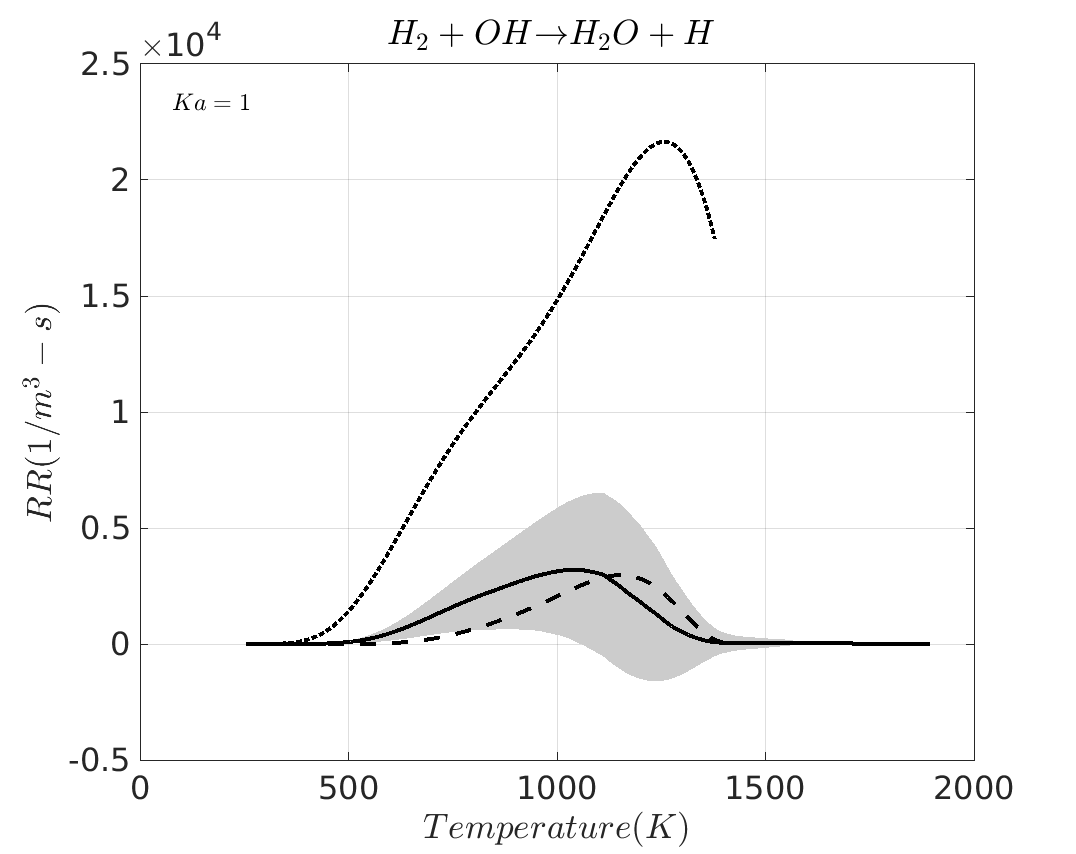 H₂ + OH→H₂O + H
×10⁴
Ka = 1
2.5
2
1.5
1
0.5
0
-0.5
RR(1/m³ − s)
0 500 1000 1500 2000
Temperature(K)